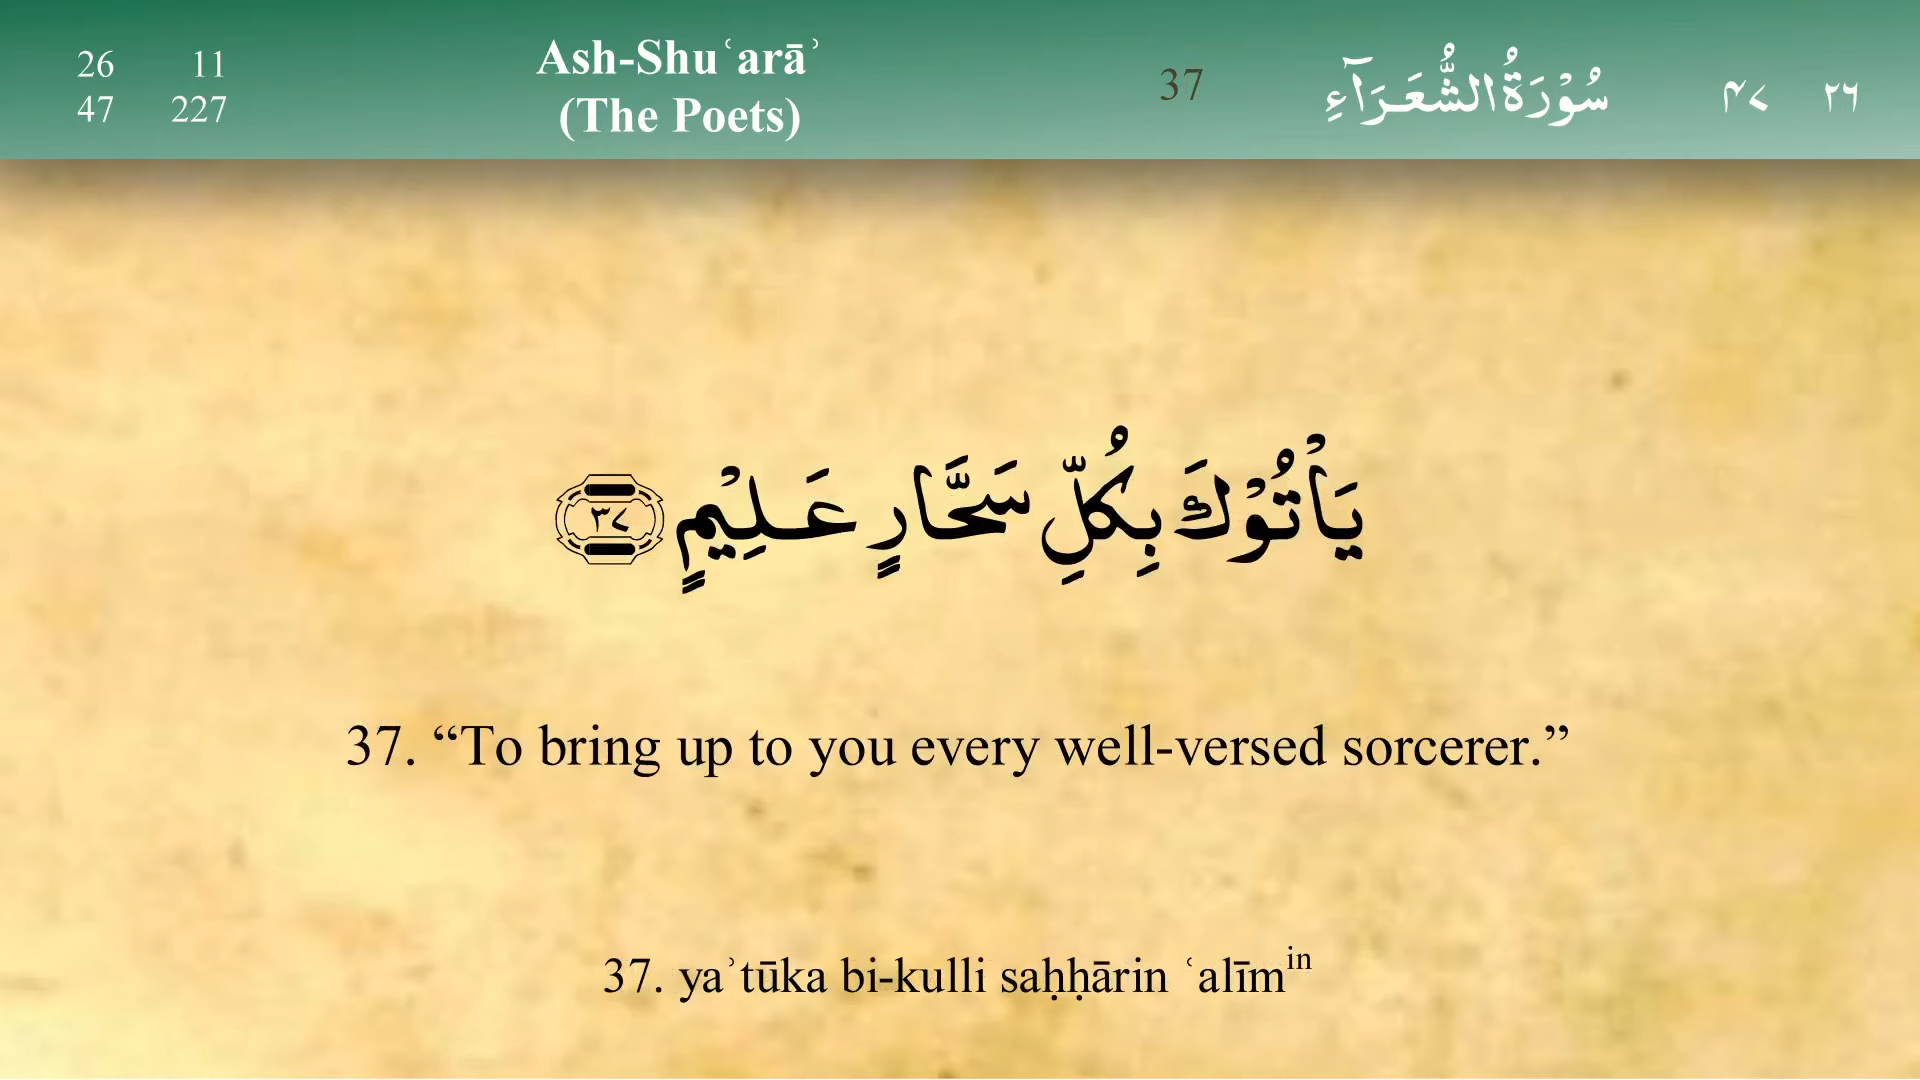 26 11
47 227
Ash-Shuʿarāʾ
(The Poets)
37
سُوْرَةُ الشُّعَرَآءِ
۴۷ ٢٦
يَاْتُوْكَ بِكُلِّ سَحَّارٍ عَلِيْمٍ ٣٧
37. “To bring up to you every well-versed sorcerer.”
37. yaʾtūka bi-kulli saḥḥārin ʿalīmⁱⁿ